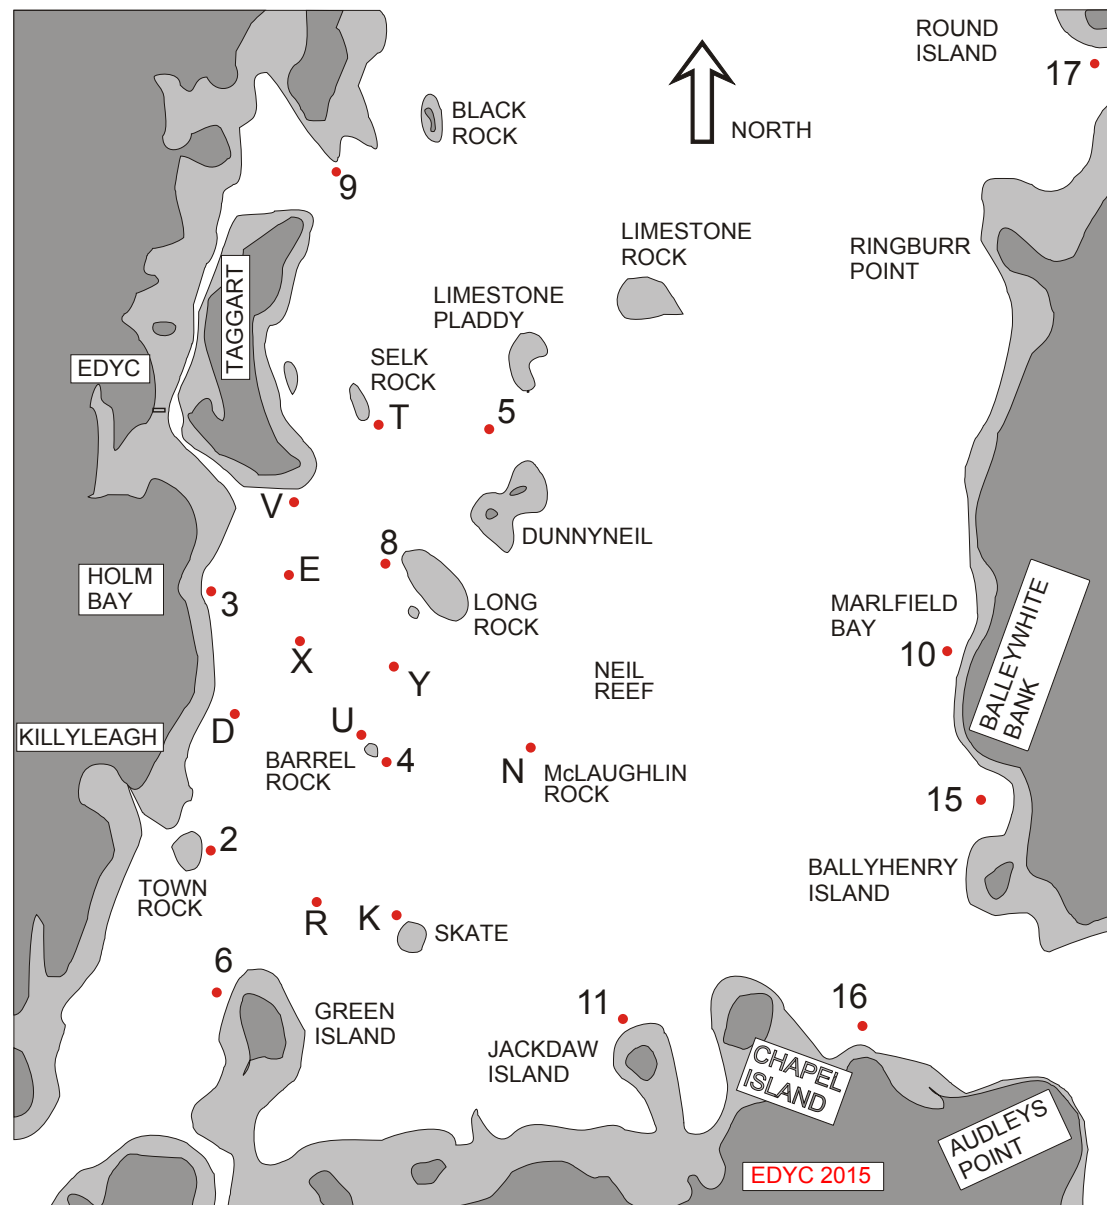 ROUND
ISLAND
17
BLACK
ROCK
NORTH
9
LIMESTONE
ROCK
RINGBURR
POINT
TAGGART
LIMESTONE
PLADDY
EDYC
SELK
ROCK
T
5
V
DUNNYNEIL
8
E
HOLM
BAY
3
LONG
ROCK
MARLFIELD
BAY
10
BALLEYWHITE
BANK
X
Y
NEIL
REEF
D
U
KILLYLEAGH
BARREL
ROCK
4
N
McLAUGHLIN
ROCK
15
2
TOWN
ROCK
BALLYHENRY
ISLAND
R
K
SKATE
6
GREEN
ISLAND
11
16
JACKDAW
ISLAND
CHAPEL
ISLAND
AUDLEYS
POINT
EDYC 2015